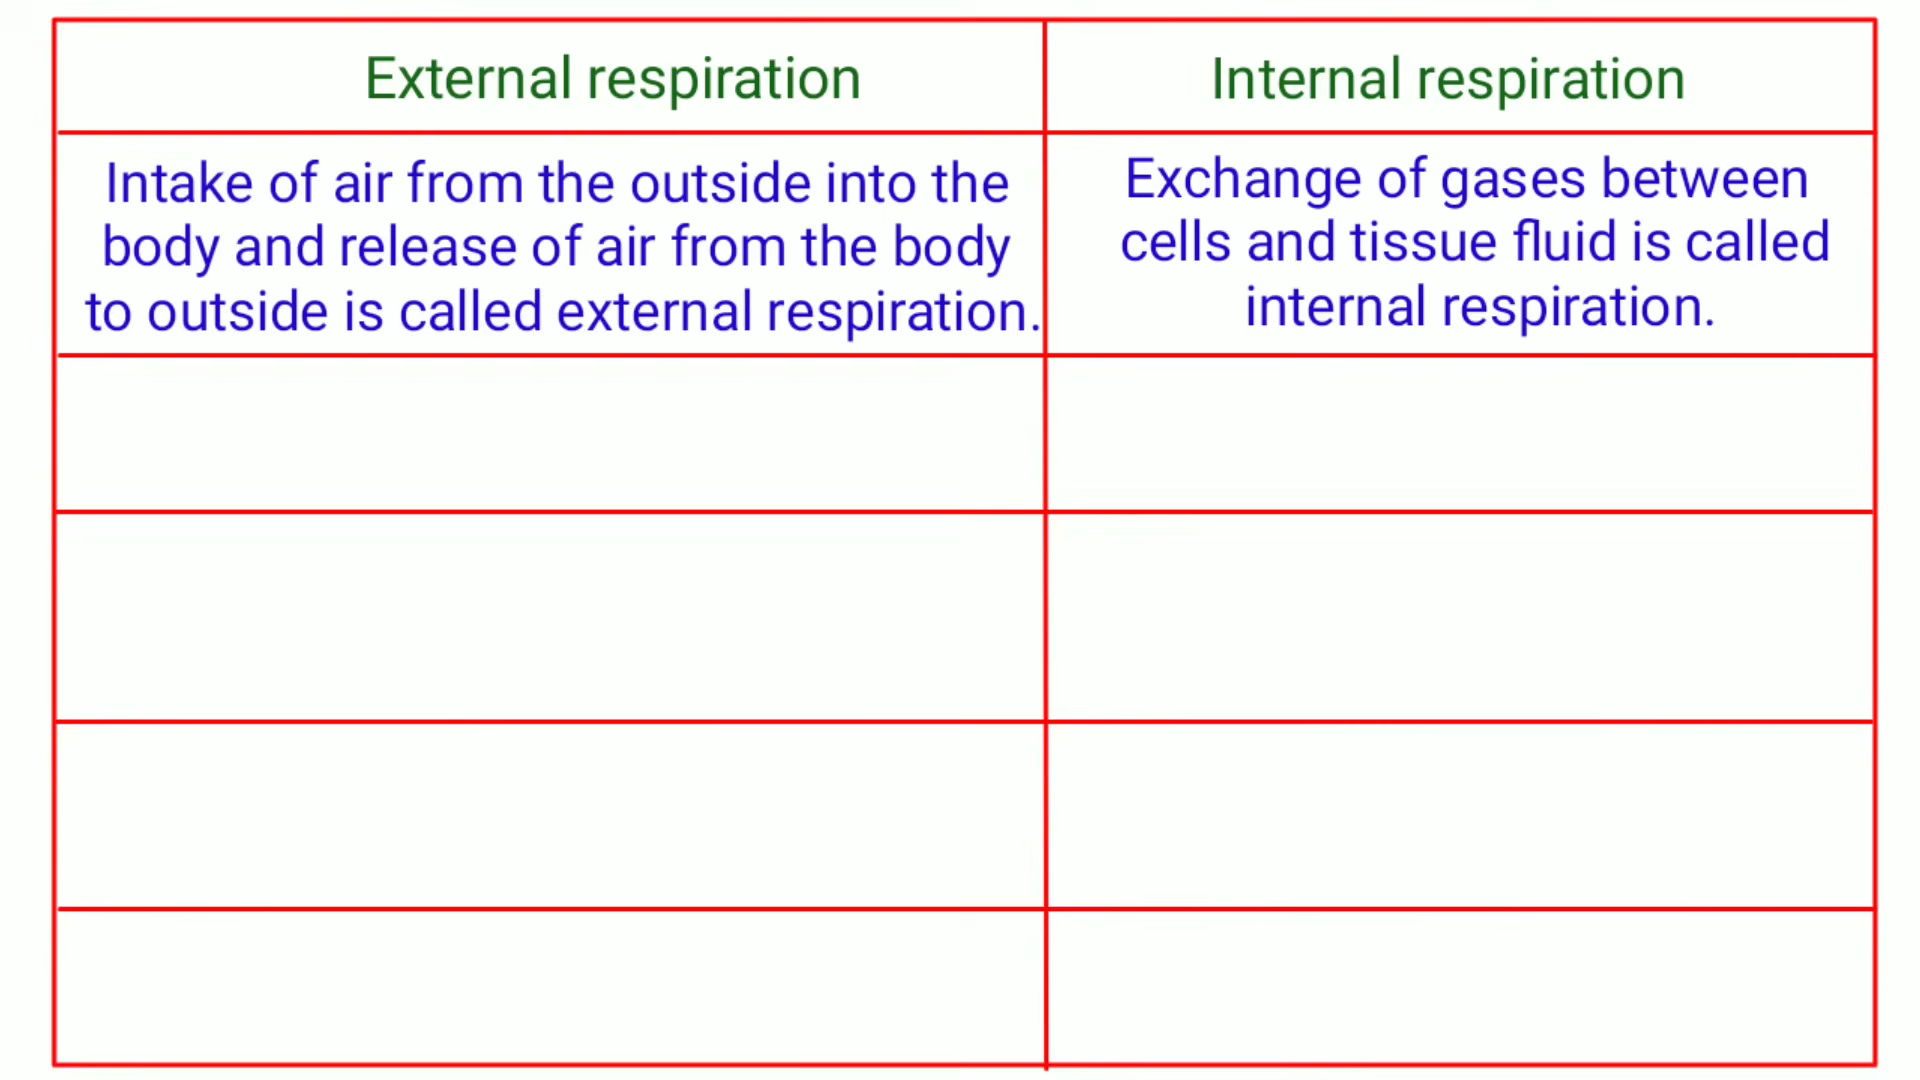 External respiration
Internal respiration
Intake of air from the outside into the
body and release of air from the body
to outside is called external respiration.
Exchange of gases between
cells and tissue fluid is called
internal respiration.